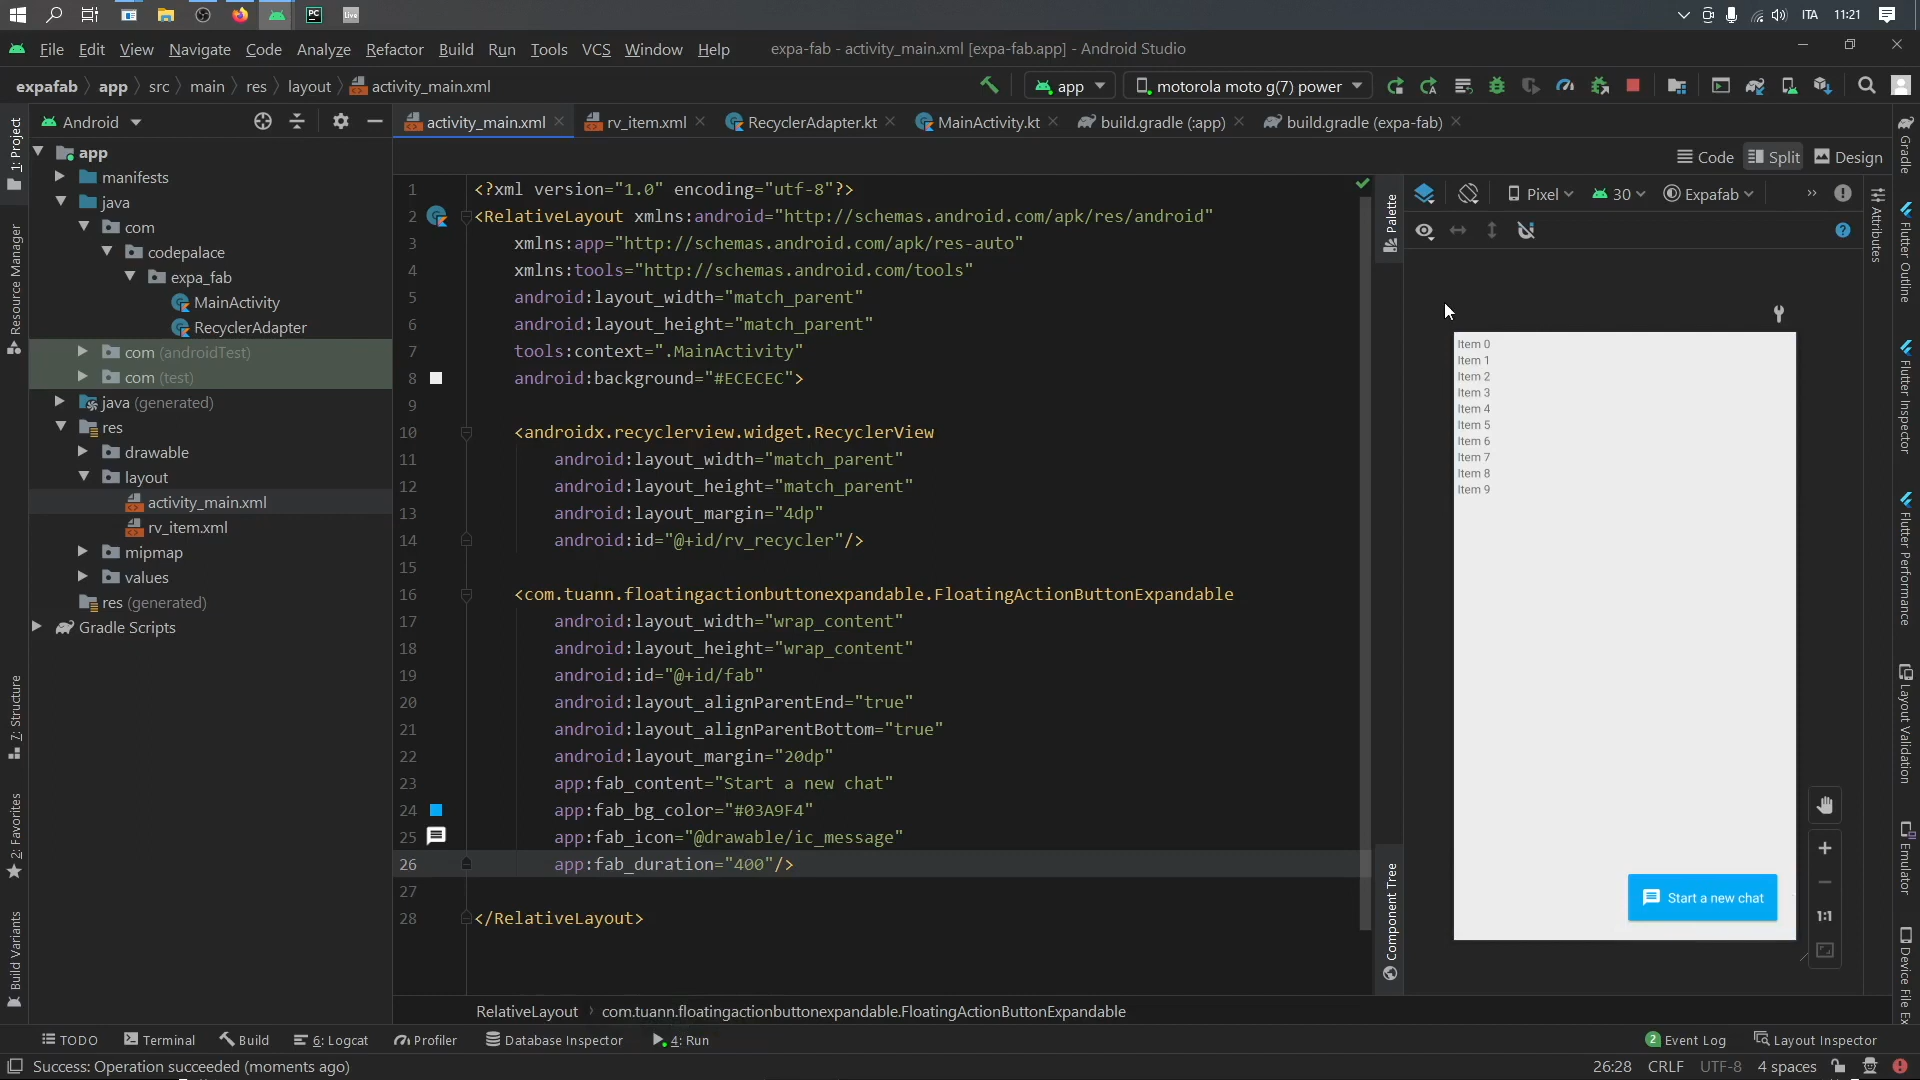 ITA 11:21
File Edit View Navigate Code Analyze Refactor Build Run Tools VCS Window Help expa-fab - activity_main.xml [expa-fab.app] - Android Studio
expafab app src main res layout activity_main.xml app motorola moto g(7) power
Android activity_main.xml rv_item.xml RecyclerAdapter.kt MainActivity.kt build.gradle (:app) build.gradle (expa-fab)
Code Split Design
Pixel 30 Expafab
1: Project
Resource Manager
7: Structure
2: Favorites
Build Variants
app
manifests
java
com
codepalace
expa_fab
MainActivity
RecyclerAdapter
com (androidTest)
com (test)
java (generated)
res
drawable
layout
activity_main.xml
rv_item.xml
mipmap
values
res (generated)
Gradle Scripts
1 <?xml version="1.0" encoding="utf-8"?>
2 <RelativeLayout xmlns:android="http://schemas.android.com/apk/res/android"
3 xmlns:app="http://schemas.android.com/apk/res-auto"
4 xmlns:tools="http://schemas.android.com/tools"
5 android:layout_width="match_parent"
6 android:layout_height="match_parent"
7 tools:context=".MainActivity"
8 android:background="#ECECEC">
9
10 <androidx.recyclerview.widget.RecyclerView
11 android:layout_width="match_parent"
12 android:layout_height="match_parent"
13 android:layout_margin="4dp"
14 android:id="@+id/rv_recycler"/>
15
16 <com.tuann.floatingactionbuttonexpandable.FloatingActionButtonExpandable
17 android:layout_width="wrap_content"
18 android:layout_height="wrap_content"
19 android:id="@+id/fab"
20 android:layout_alignParentEnd="true"
21 android:layout_alignParentBottom="true"
22 android:layout_margin="20dp"
23 app:fab_content="Start a new chat"
24 app:fab_bg_color="#03A9F4"
25 app:fab_icon="@drawable/ic_message"
26 app:fab_duration="400"/>
27
28 </RelativeLayout>
Palette
Component Tree
Item 0
Item 1
Item 2
Item 3
Item 4
Item 5
Item 6
Item 7
Item 8
Item 9
Start a new chat
1:1
Attributes
Gradle
Flutter Outline
Flutter Inspector
Flutter Performance
Layout Validation
Emulator
Device File Ex
RelativeLayout com.tuann.floatingactionbuttonexpandable.FloatingActionButtonExpandable
TODO Terminal Build 6: Logcat Profiler Database Inspector 4: Run 2 Event Log Layout Inspector
Success: Operation succeeded (moments ago) 26:28 CRLF UTF-8 4 spaces
PC
Live